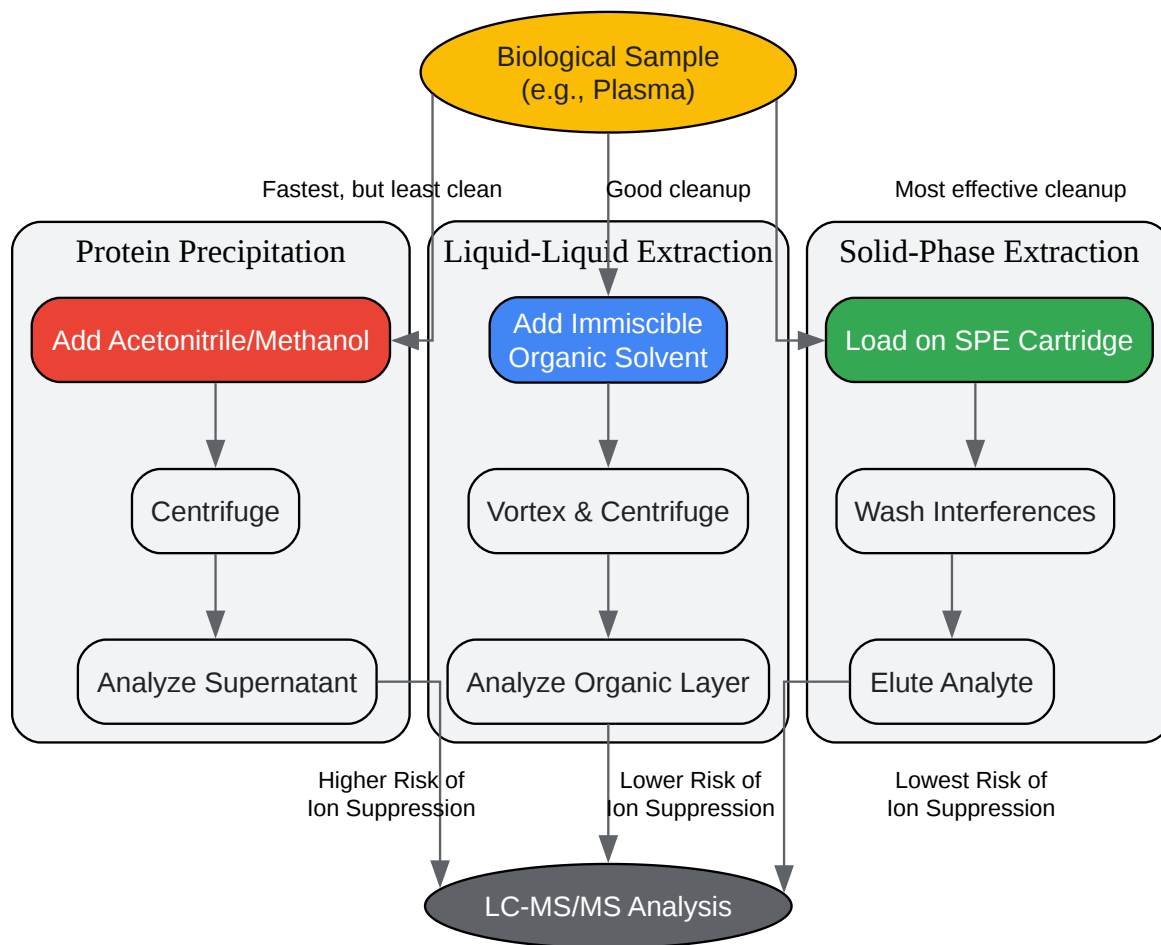 Biological Sample
(e.g., Plasma)
Fastest, but least clean
Good cleanup
Most effective cleanup
Protein Precipitation
Liquid-Liquid Extraction
Solid-Phase Extraction
Add Acetonitrile/Methanol
Add Immiscible
Organic Solvent
Load on SPE Cartridge
Centrifuge
Vortex & Centrifuge
Wash Interferences
Analyze Supernatant
Analyze Organic Layer
Elute Analyte
Higher Risk of
Ion Suppression
Lower Risk of
Ion Suppression
Lowest Risk of
Ion Suppression
LC-MS/MS Analysis